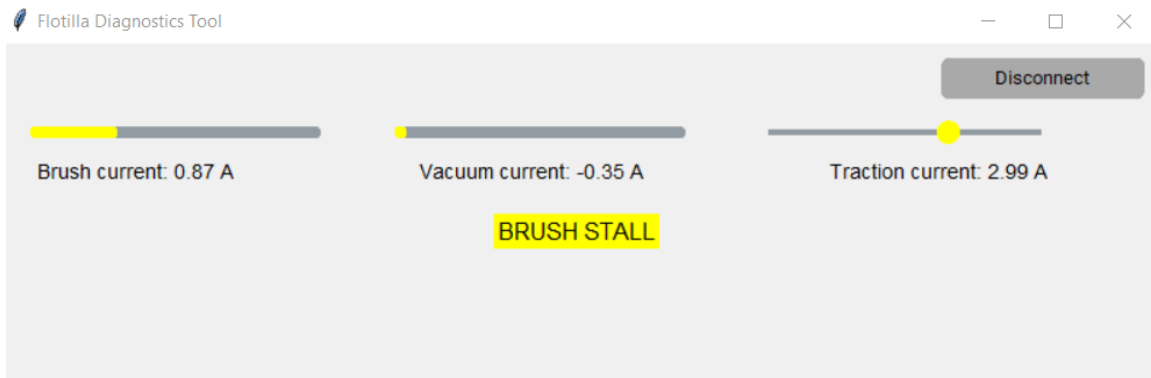 Flotilla Diagnostics Tool
Disconnect
Brush current: 0.87 A
Vacuum current: -0.35 A
Traction current: 2.99 A
BRUSH STALL